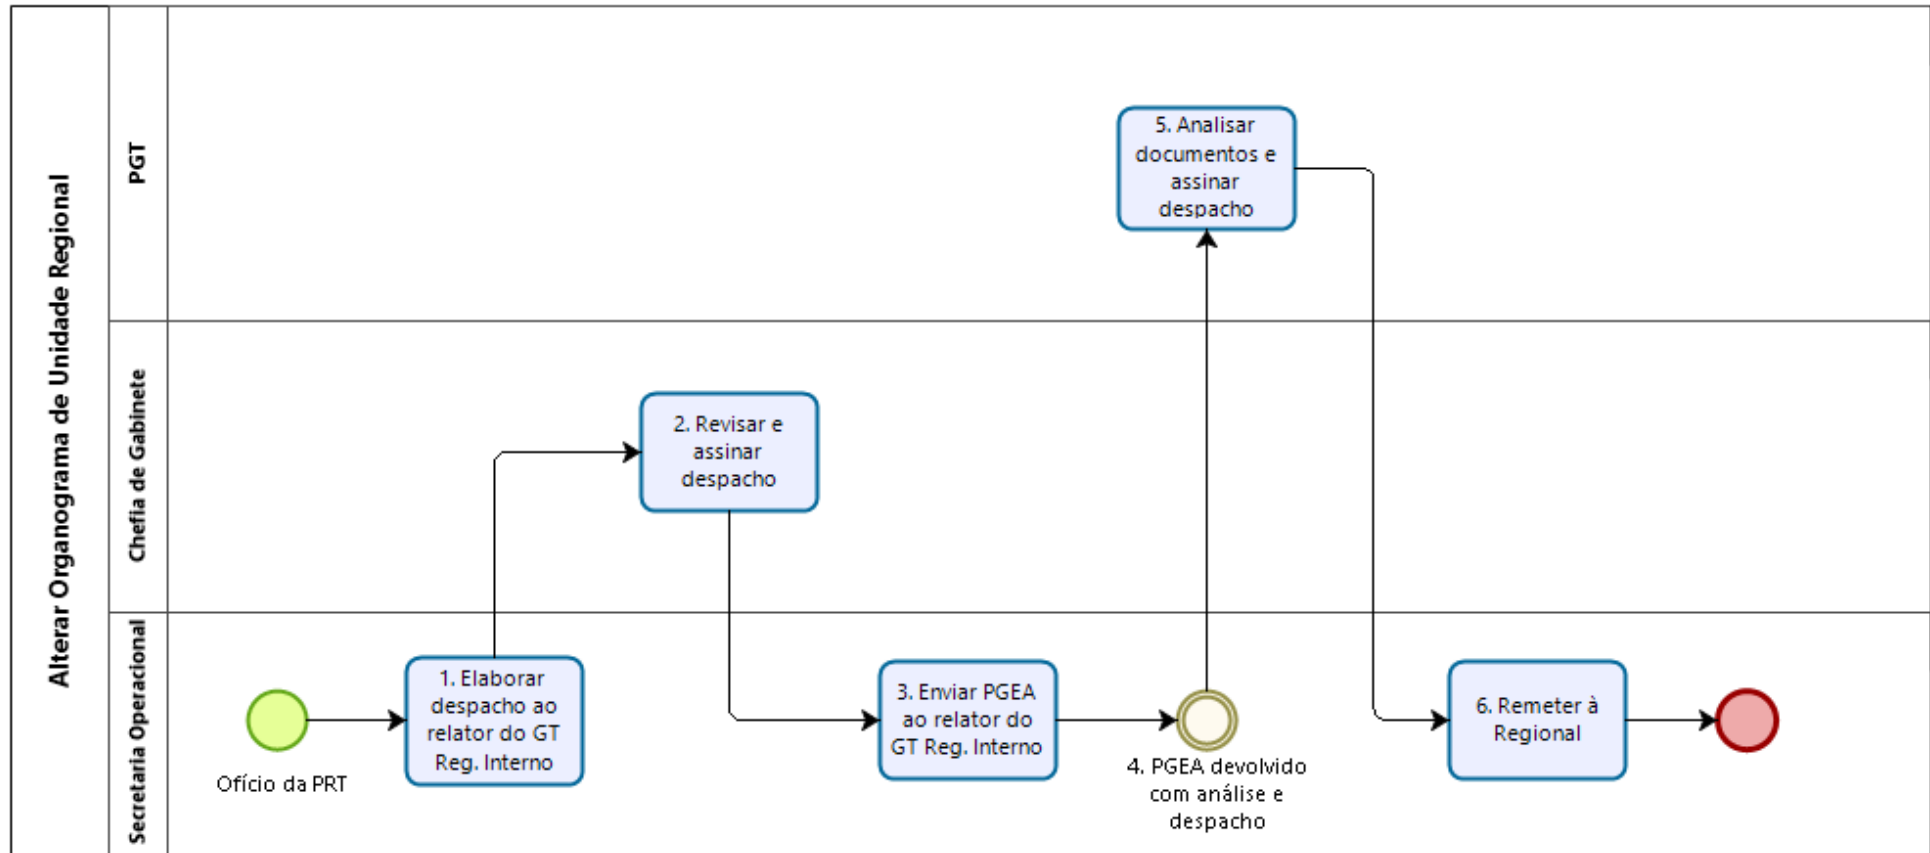 Alterar Organograma de Unidade Regional
PGT
5. Analisar
documentos e
assinar
despacho
Chefia de Gabinete
2. Revisar e
assinar
despacho
Secretaria Operacional
Ofício da PRT
1. Elaborar
despacho ao
relator do GT
Reg. Interno
3. Enviar PGEA
ao relator do
GT Reg. Interno
4. PGEA devolvido
com análise e
despacho
6. Remeter à
Regional